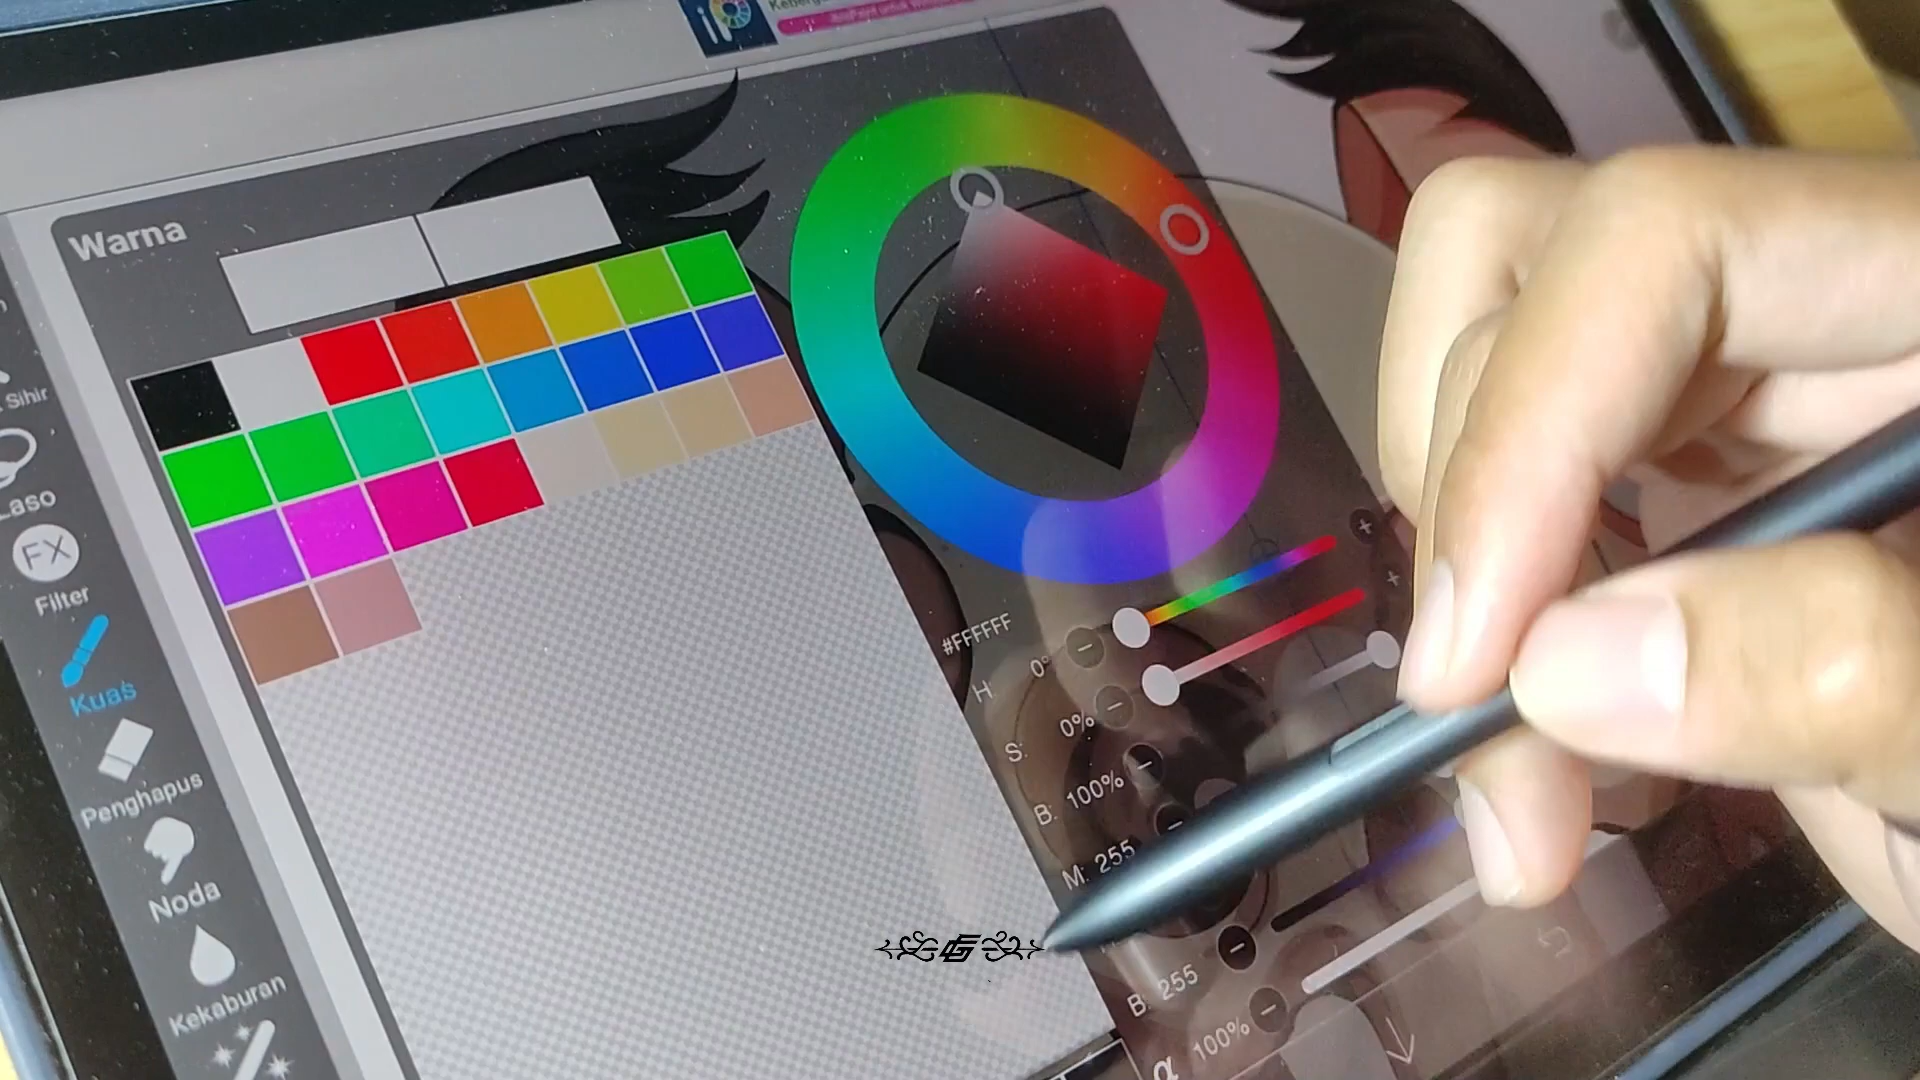 Warna
Sihir
Laso
FX
Filter
Kuas
Penghapus
Noda
Kekaburan
#FFFFFF
H: 0°
S: 0%
B: 100%
M: 255
B: 255
α 100%